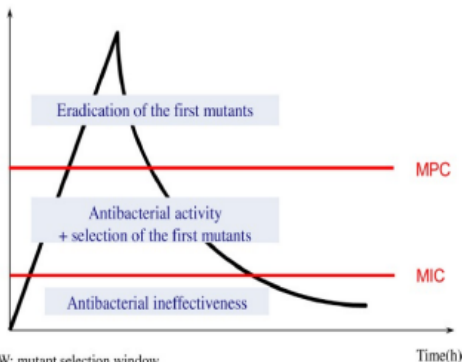 Eradication of the first mutants
MPC
Antibacterial activity
+ selection of the first mutants
MIC
Antibacterial ineffectiveness
W: mutant selection window
Time(h)